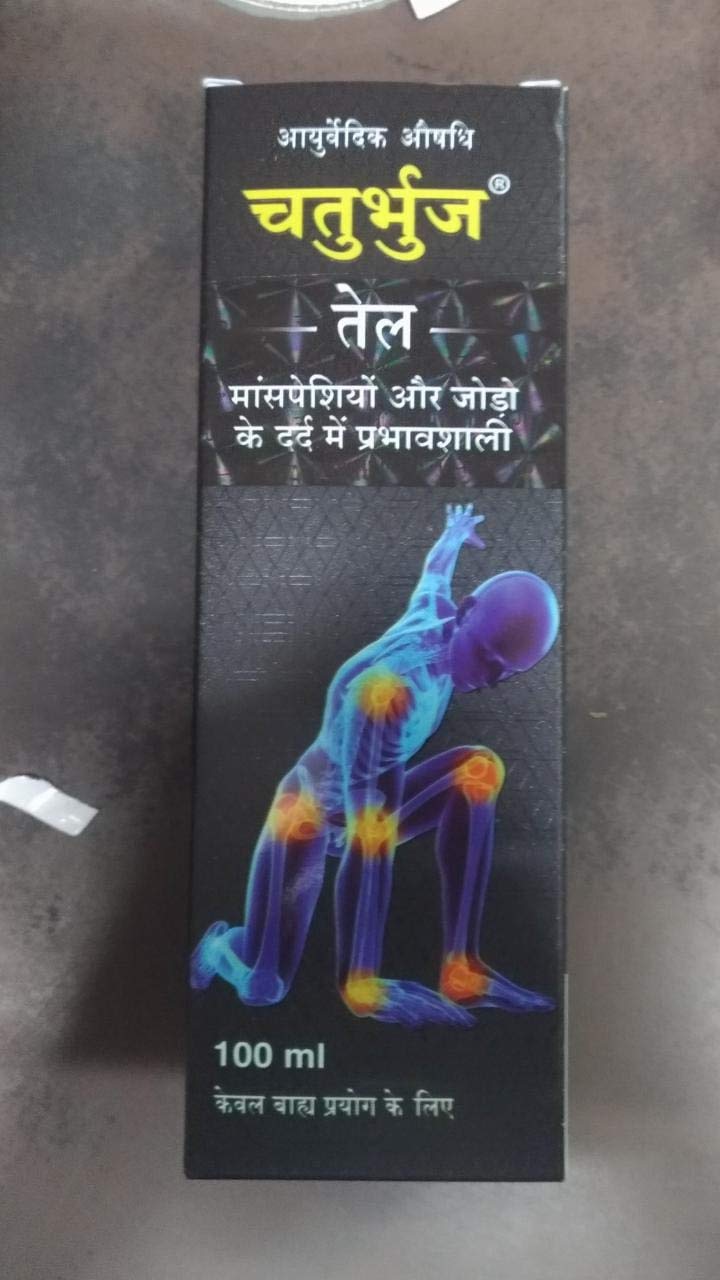 आयुर्वेदिक औषधि
चतुर्भुज®
तेल
मांसपेशियों और जोड़ो
के दर्द में प्रभावशाली
100 ml
केवल बाह्य प्रयोग के लिए